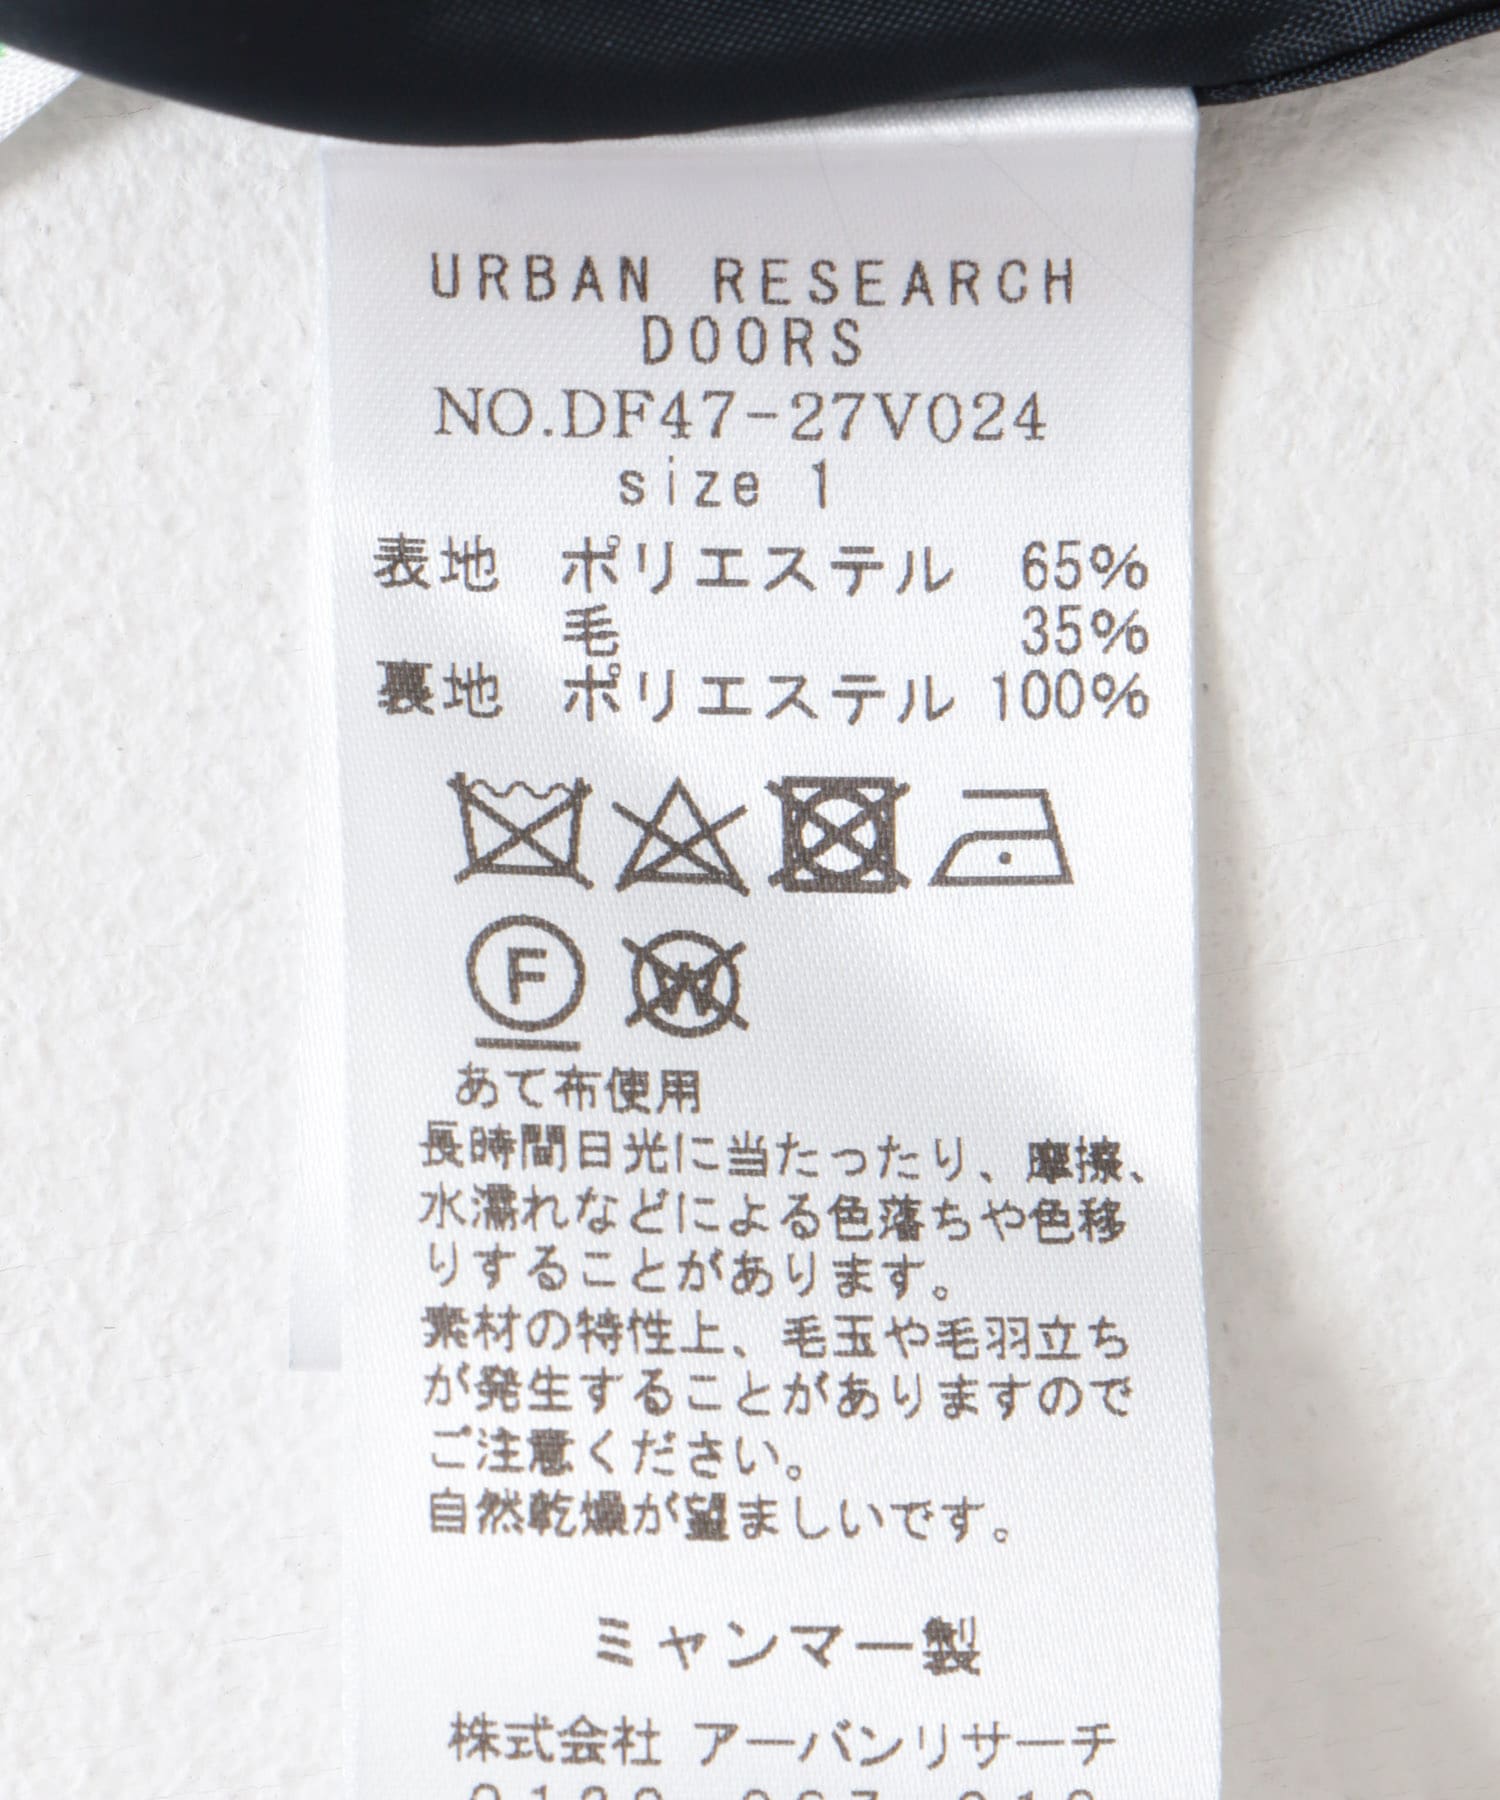 URBAN RESEARCH
DOORS
NO.DF47-27V024
size 1
表地 ポリエステル 65%
毛 35%
裏地 ポリエステル 100%
F
W
あて布使用
長時間日光に当たったり、摩擦、
水濡れなどによる色落ちや色移
りすることがあります。
素材の特性上、毛玉や毛羽立ち
が発生することがありますので
ご注意ください。
自然乾燥が望ましいです。
ミャンマー製
株式会社 アーバンリサーチ